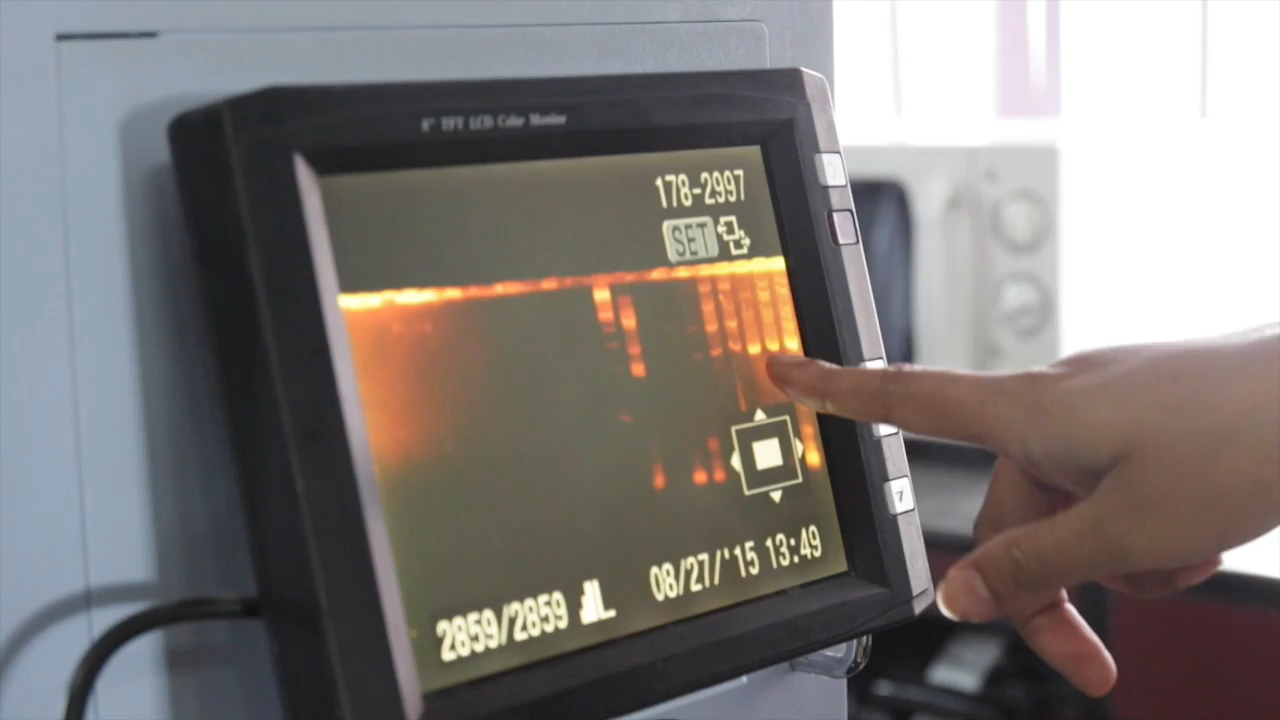 8" TFT LCD Color Monitor
178-2997
SET
08/27/'15 13:49
2859/2859 L